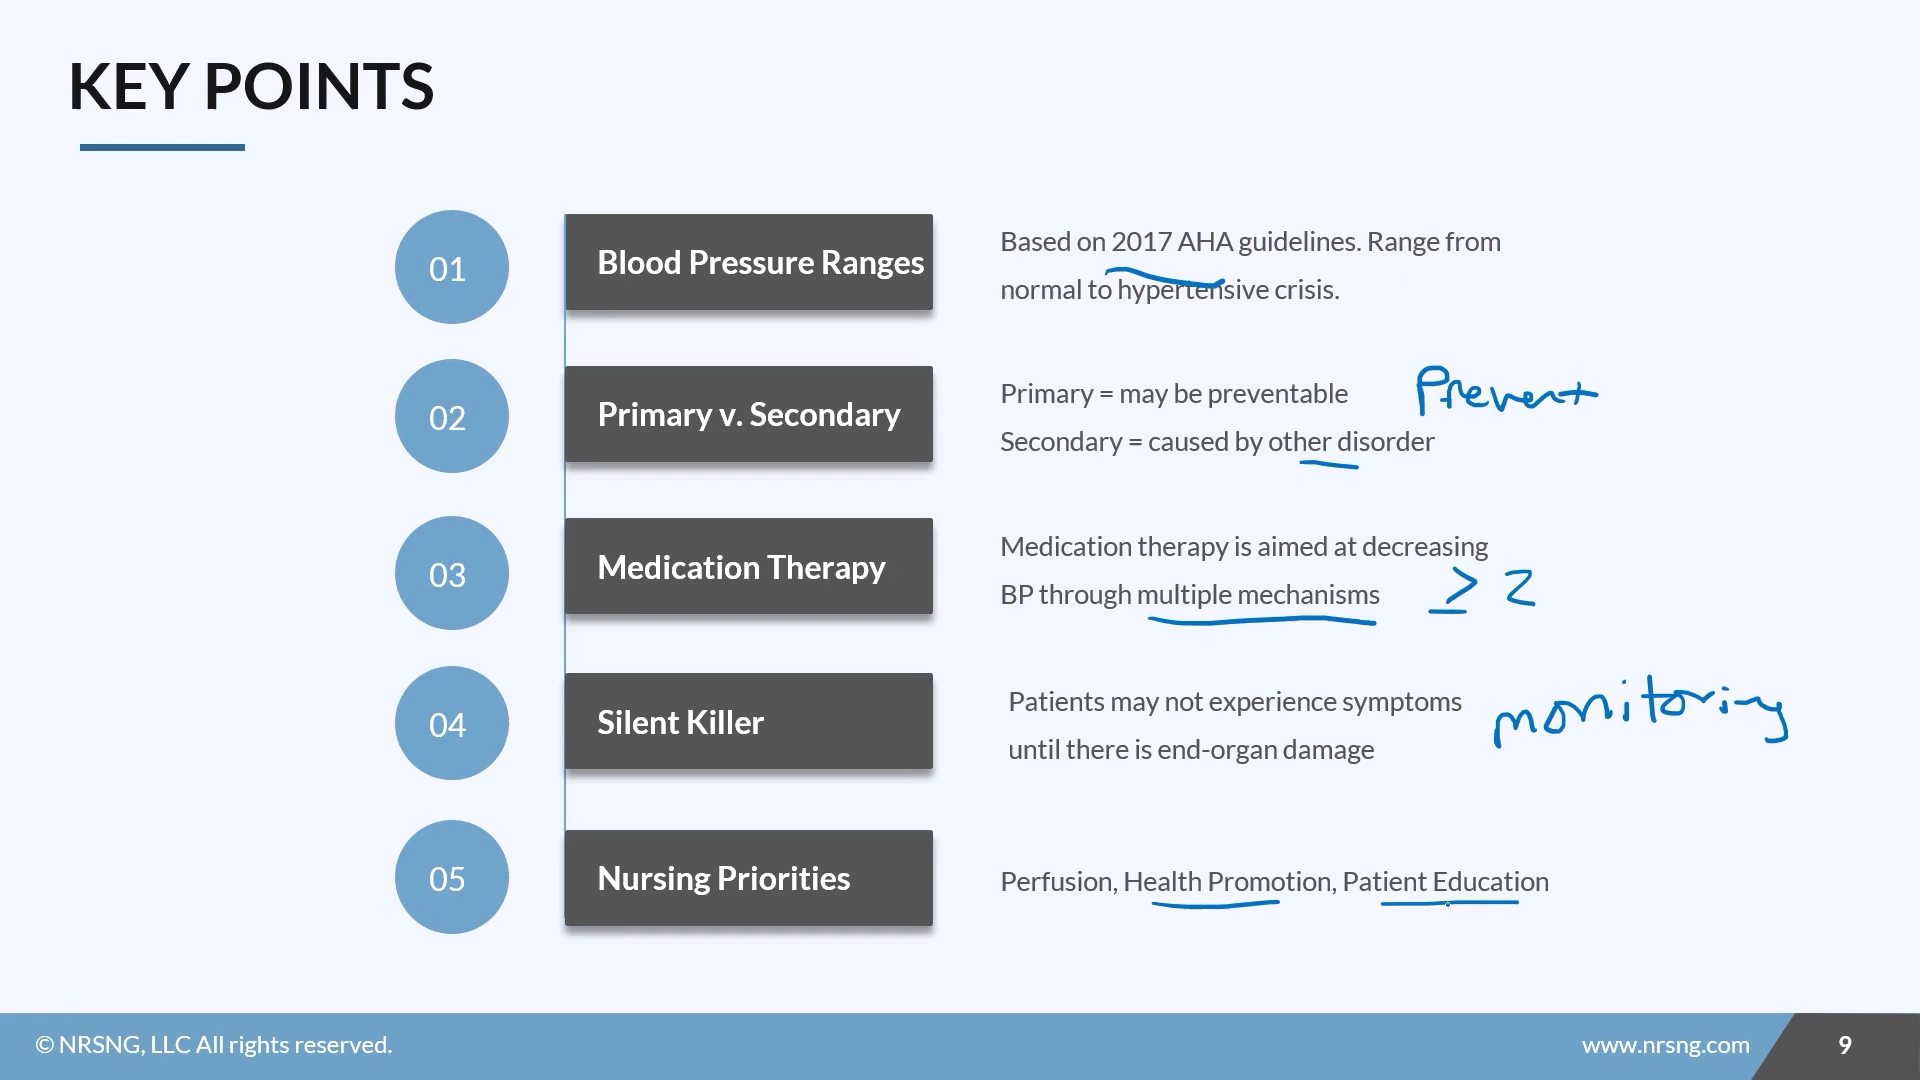 KEY POINTS
01
Blood Pressure Ranges
Based on 2017 AHA guidelines. Range from
normal to hypertensive crisis.
02
Primary v. Secondary
Primary = may be preventable
Prevent
Secondary = caused by other disorder
03
Medication Therapy
Medication therapy is aimed at decreasing
BP through multiple mechanisms
≥ 2
04
Silent Killer
Patients may not experience symptoms
until there is end-organ damage
monitoring
05
Nursing Priorities
Perfusion, Health Promotion, Patient Education
© NRSNG, LLC All rights reserved.
www.nrsng.com
9